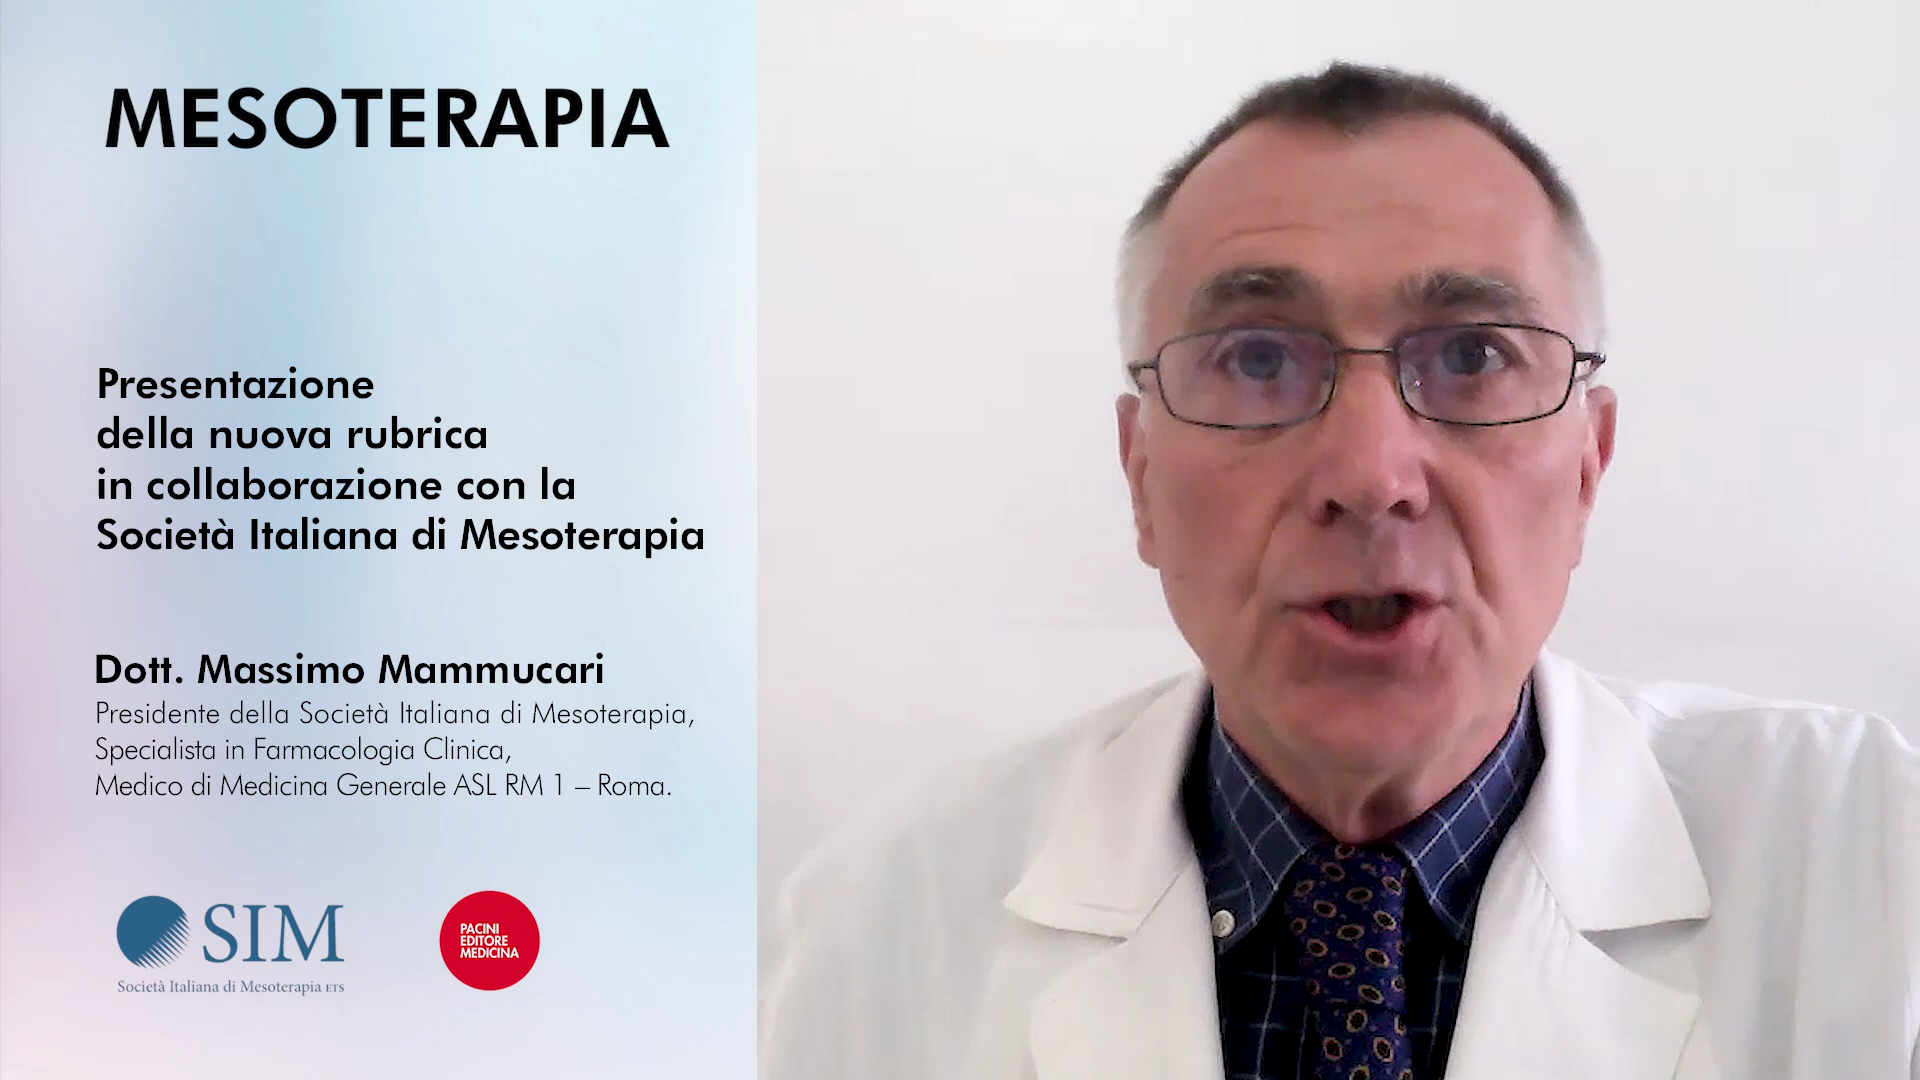 MESOTERAPIA
Presentazione
della nuova rubrica
in collaborazione con la
Società Italiana di Mesoterapia
Dott. Massimo Mammucari
Presidente della Società Italiana di Mesoterapia,
Specialista in Farmacologia Clinica,
Medico di Medicina Generale ASL RM 1 – Roma.
SIM
Società Italiana di Mesoterapia ETS
PACINI
EDITORE
MEDICINA